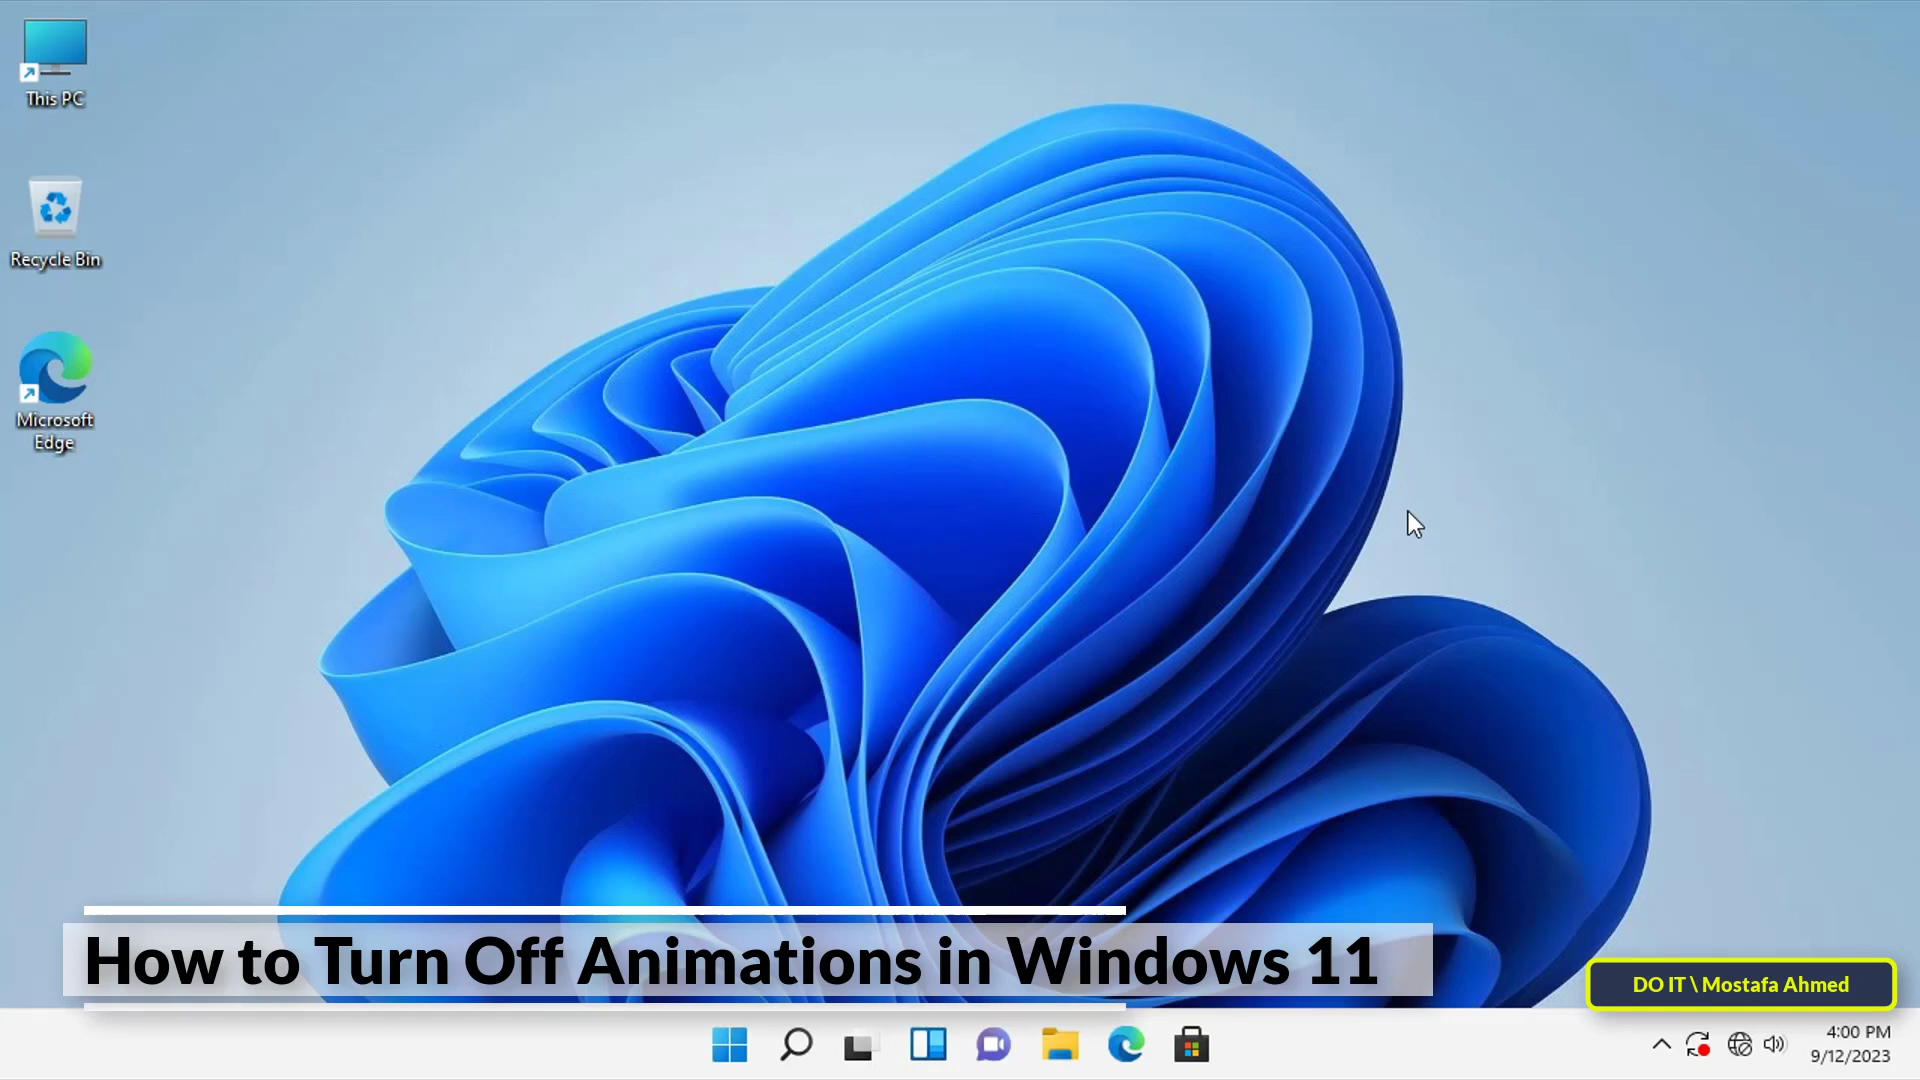 This PC
Recycle Bin
Microsoft
Edge
How to Turn Off Animations in Windows 11
DO IT \ Mostafa Ahmed
4:00 PM
9/12/2023